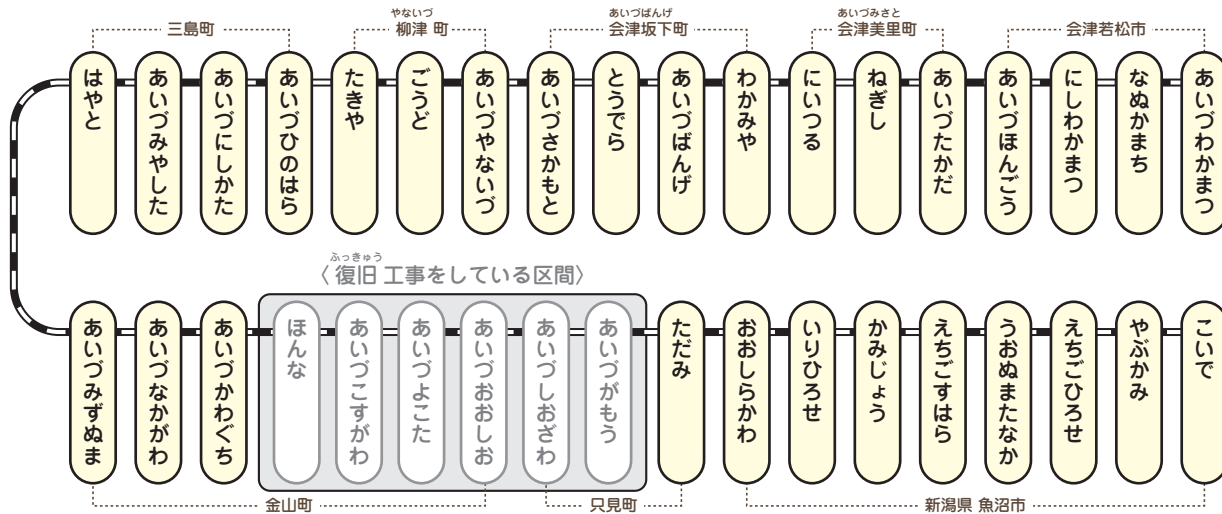 三島町
やないづ
柳津 町
あいづばんげ
会津坂下町
あいづみさと
会津美里町
会津若松市
あいづわかまつ
なぬかまち
にしわかまつ
あいづほんごう
あいづたかだ
ねぎし
にいつる
わかみや
あいづばんげ
とうでら
あいづさかもと
あいづやないづ
ごうど
たきや
あいづひのはら
あいづにしかた
あいづみやした
はやと
ふっきゅう
〈 復旧 工事をしている区間〉
あいづみずぬま
あいづなかがわ
あいづかわぐち
ほんな
あいづこすがわ
あいづよこた
あいづおおしお
あいづしおざわ
あいづがもう
ただみ
おおしらかわ
いりひろせ
かみじょう
えちごすはら
うおぬまたなか
えちごひろせ
やぶかみ
こいで
金山町
只見町
新潟県 魚沼市